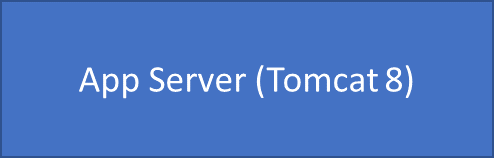 App Server (Tomcat 8)